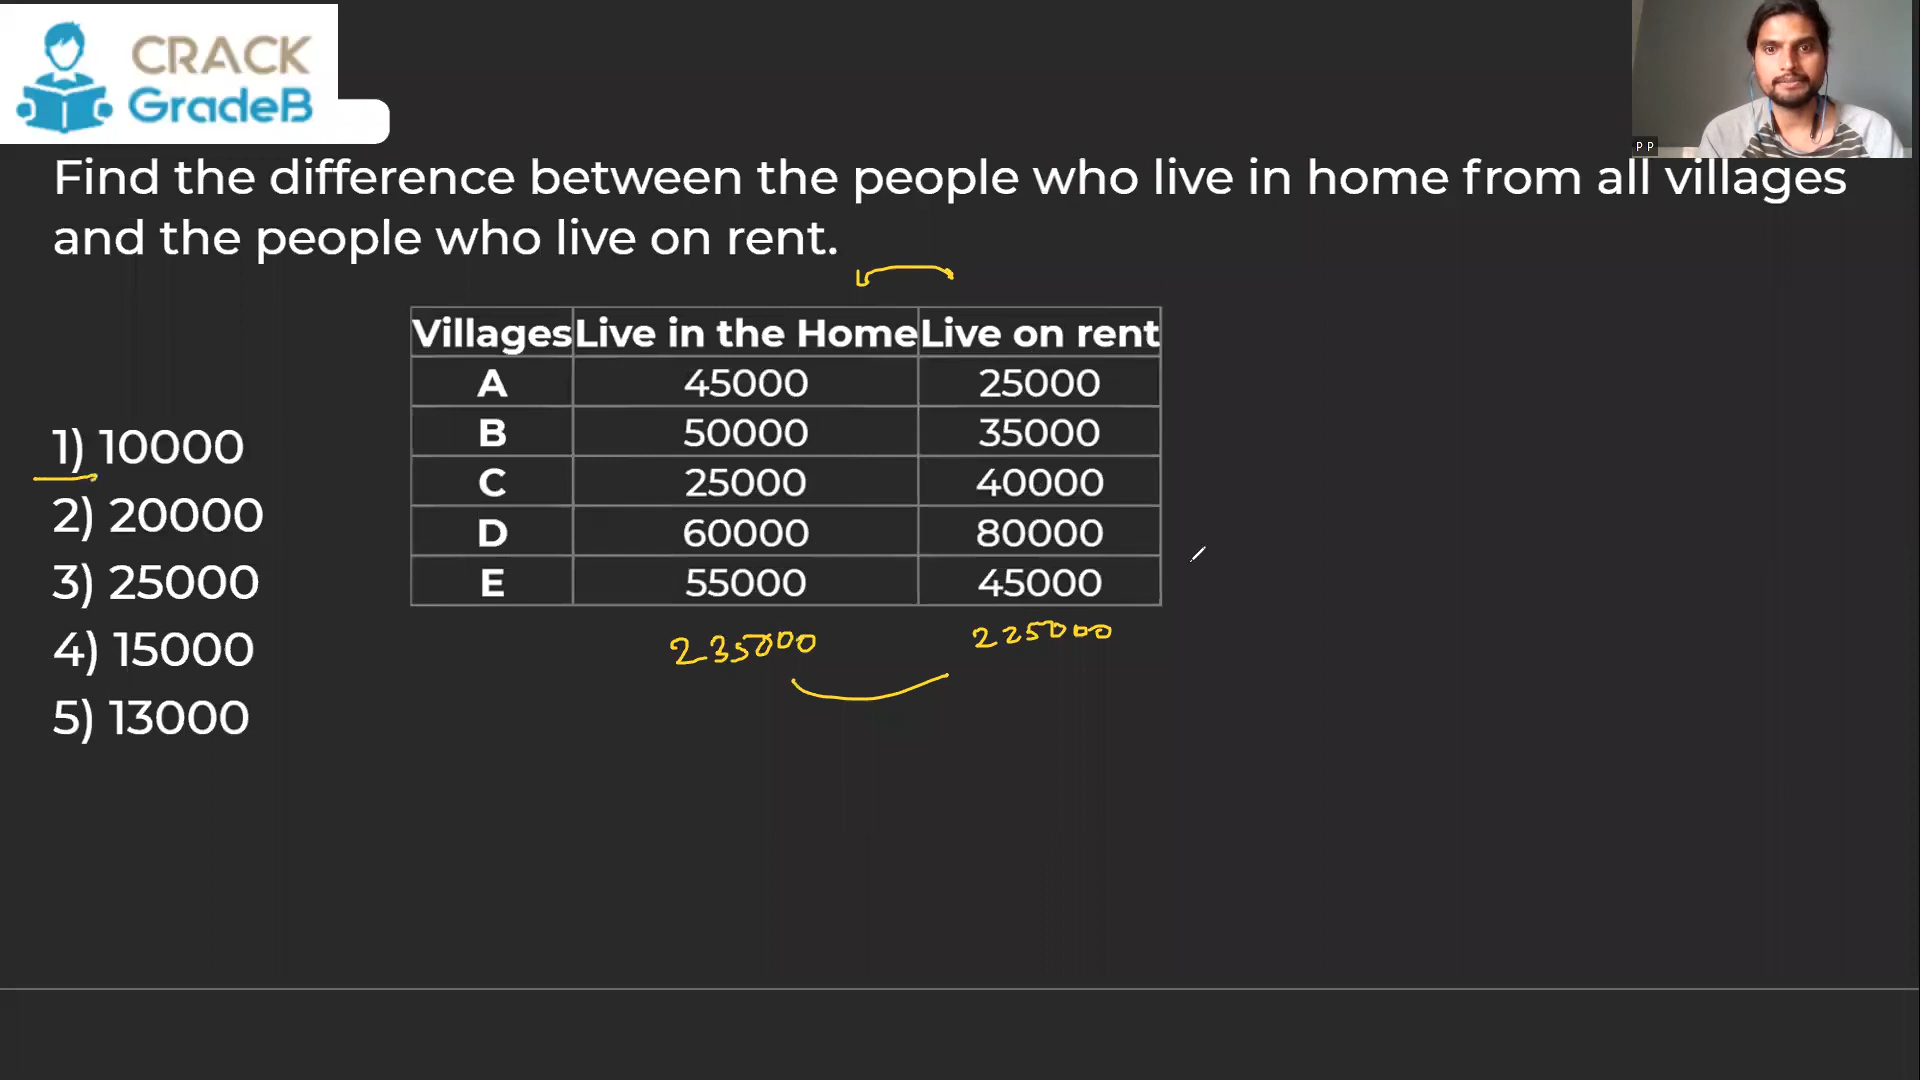 CRACK
GradeB
P P
Find the difference between the people who live in home from all villages
and the people who live on rent.
Villages Live in the Home Live on rent
A 45000 25000
B 50000 35000
C 25000 40000
D 60000 80000
E 55000 45000
235000 225000
1) 10000
2) 20000
3) 25000
4) 15000
5) 13000